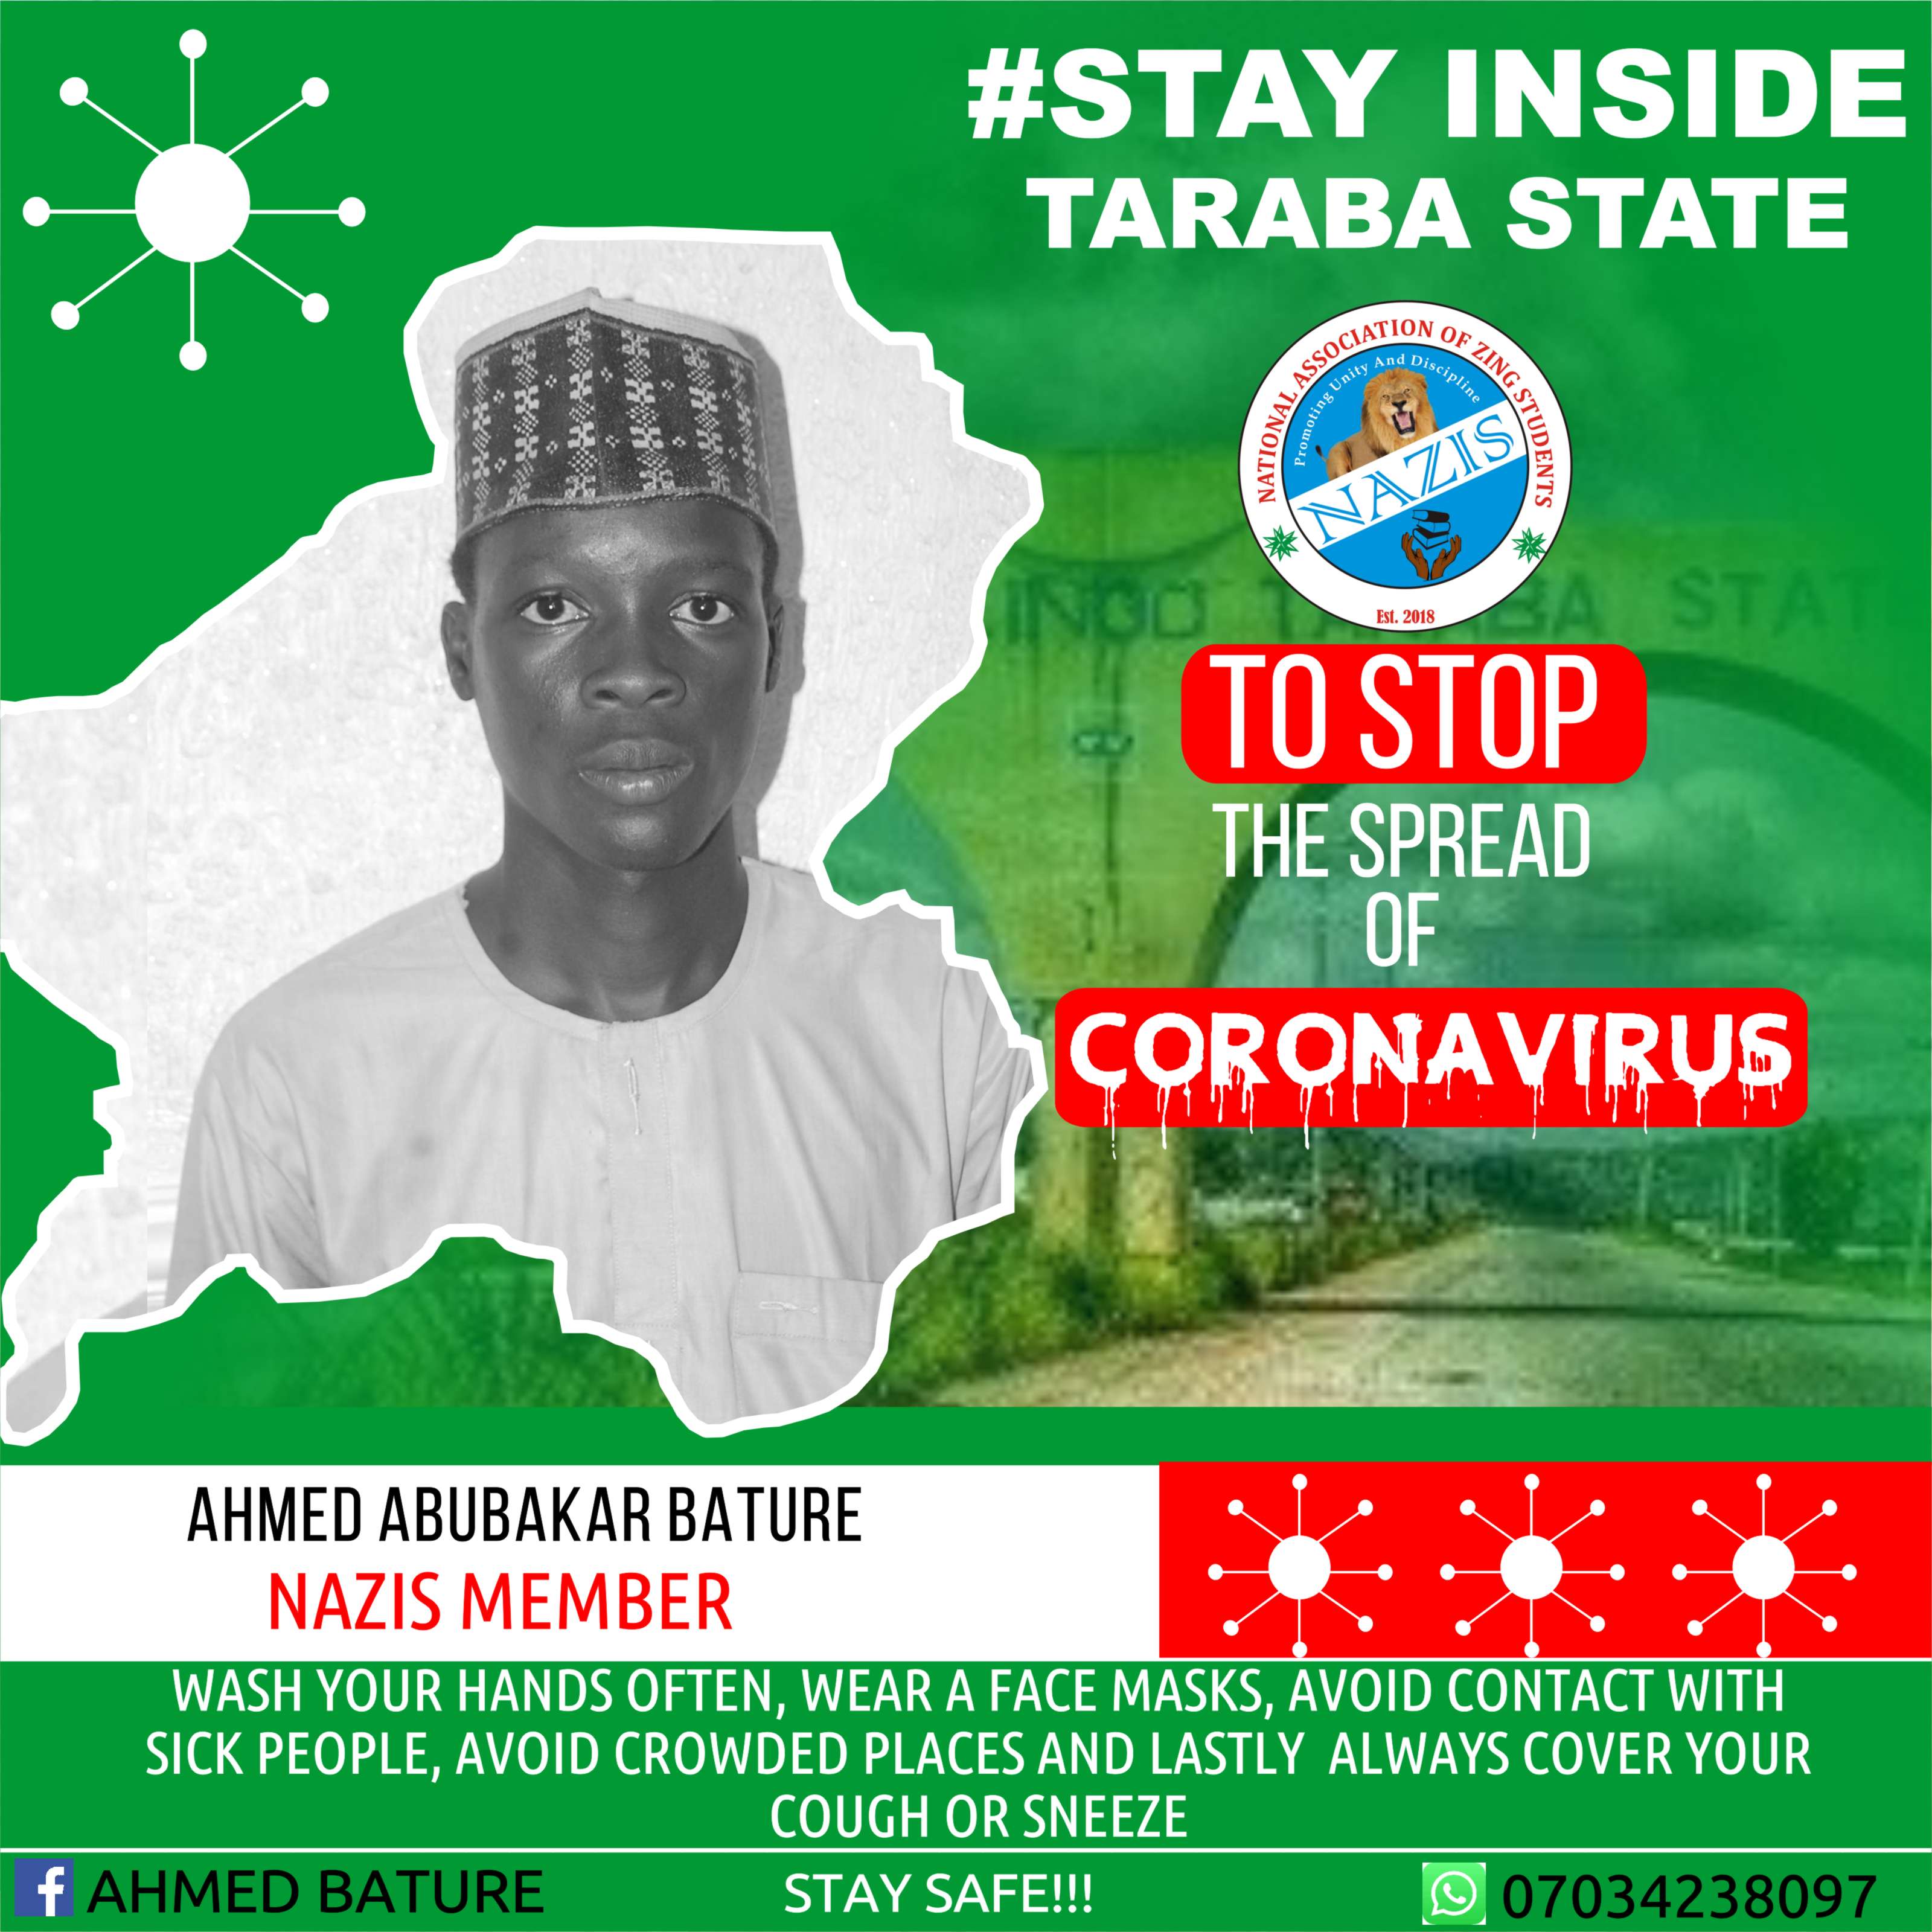 #STAY INSIDE
TARABA STATE
NATIONAL ASSOCIATION OF ZING STUDENTS
Promoting Unity And Discipline
NAZIS
Est. 2018
TARABA STAT
TO STOP
THE SPREAD
OF
CORONAVIRUS
AHMED ABUBAKAR BATURE
NAZIS MEMBER
WASH YOUR HANDS OFTEN, WEAR A FACE MASKS, AVOID CONTACT WITH
SICK PEOPLE, AVOID CROWDED PLACES AND LASTLY ALWAYS COVER YOUR
COUGH OR SNEEZE
AHMED BATURE
STAY SAFE!!!
07034238097